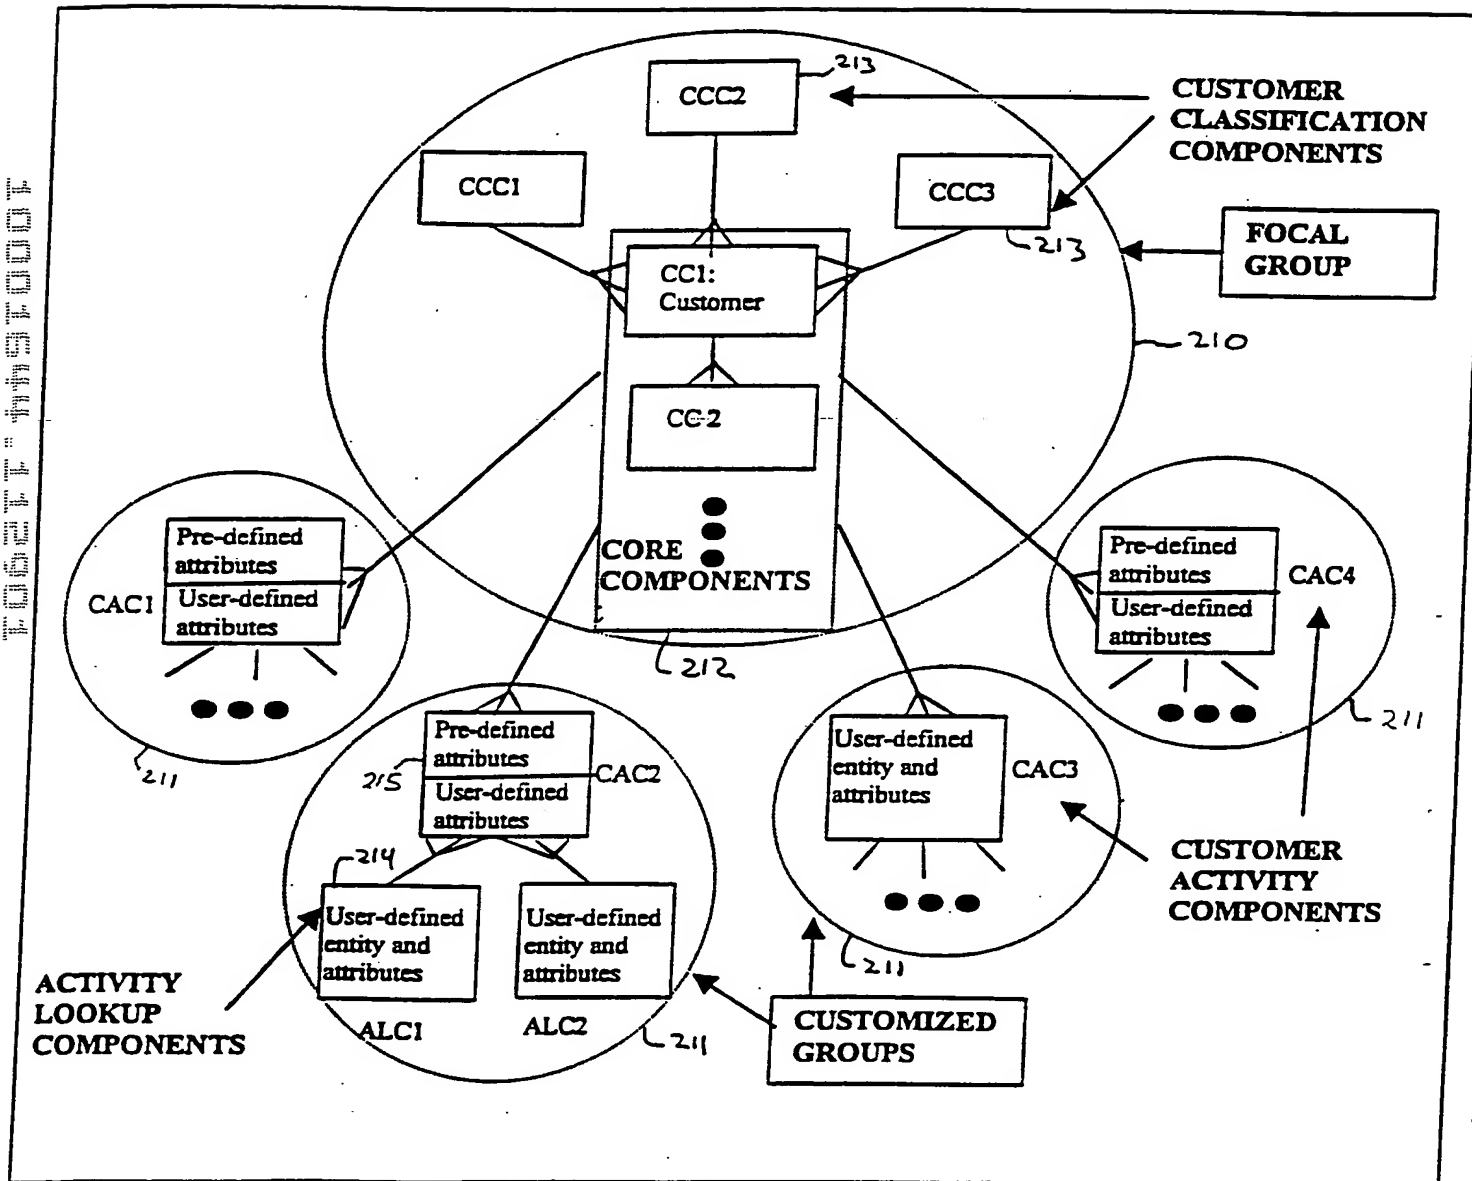 CCC2
213
CUSTOMER
CLASSIFICATION
COMPONENTS
CCC1
CCC3
213
FOCAL
GROUP
CC1:
Customer
210
CC-2
CORE
COMPONENTS
212
Pre-defined
attributes
User-defined
attributes
CAC1
211
Pre-defined
attributes
User-defined
attributes
CAC4
211
Pre-defined
attributes
User-defined
attributes
215
CAC2
User-defined
entity and
attributes
CAC3
211
214
User-defined
entity and
attributes
ALC1
User-defined
entity and
attributes
ALC2
211
ACTIVITY
LOOKUP
COMPONENTS
CUSTOMIZED
GROUPS
CUSTOMER
ACTIVITY
COMPONENTS